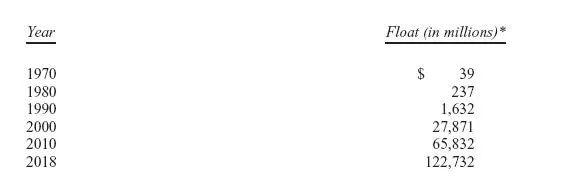 Year Float (in millions)*
1970 $ 39
1980 237
1990 1,632
2000 27,871
2010 65,832
2018 122,732